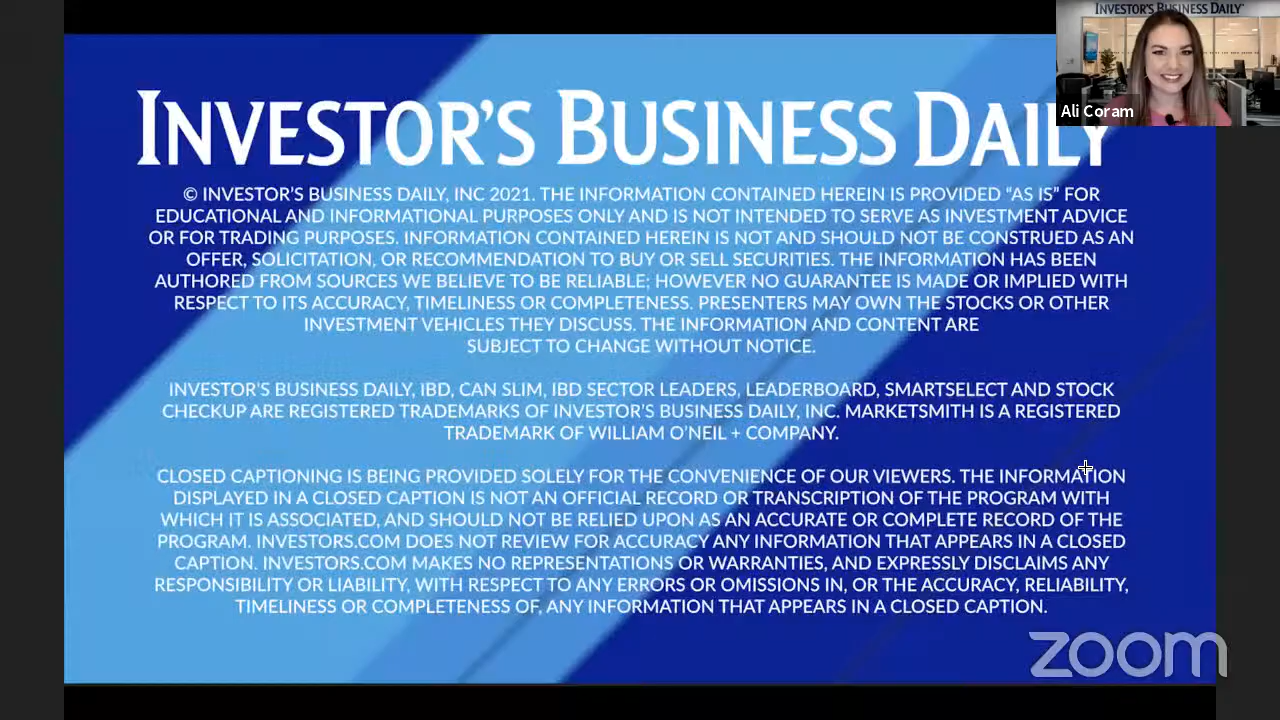 INVESTOR'S BUSINESS DAILY
Ali Coram
INVESTOR'S BUSINESS DAILY
© INVESTOR'S BUSINESS DAILY, INC 2021. THE INFORMATION CONTAINED HEREIN IS PROVIDED “AS IS” FOR
EDUCATIONAL AND INFORMATIONAL PURPOSES ONLY AND IS NOT INTENDED TO SERVE AS INVESTMENT ADVICE
OR FOR TRADING PURPOSES. INFORMATION CONTAINED HEREIN IS NOT AND SHOULD NOT BE CONSTRUED AS AN
OFFER, SOLICITATION, OR RECOMMENDATION TO BUY OR SELL SECURITIES. THE INFORMATION HAS BEEN
AUTHORED FROM SOURCES WE BELIEVE TO BE RELIABLE; HOWEVER NO GUARANTEE IS MADE OR IMPLIED WITH
RESPECT TO ITS ACCURACY, TIMELINESS OR COMPLETENESS. PRESENTERS MAY OWN THE STOCKS OR OTHER
INVESTMENT VEHICLES THEY DISCUSS. THE INFORMATION AND CONTENT ARE
SUBJECT TO CHANGE WITHOUT NOTICE.
INVESTOR'S BUSINESS DAILY, IBD, CAN SLIM, IBD SECTOR LEADERS, LEADERBOARD, SMARTSELECT AND STOCK
CHECKUP ARE REGISTERED TRADEMARKS OF INVESTOR'S BUSINESS DAILY, INC. MARKETSMITH IS A REGISTERED
TRADEMARK OF WILLIAM O'NEIL + COMPANY.
CLOSED CAPTIONING IS BEING PROVIDED SOLELY FOR THE CONVENIENCE OF OUR VIEWERS. THE INFORMATION
DISPLAYED IN A CLOSED CAPTION IS NOT AN OFFICIAL RECORD OR TRANSCRIPTION OF THE PROGRAM WITH
WHICH IT IS ASSOCIATED, AND SHOULD NOT BE RELIED UPON AS AN ACCURATE OR COMPLETE RECORD OF THE
PROGRAM. INVESTORS.COM DOES NOT REVIEW FOR ACCURACY ANY INFORMATION THAT APPEARS IN A CLOSED
CAPTION. INVESTORS.COM MAKES NO REPRESENTATIONS OR WARRANTIES, AND EXPRESSLY DISCLAIMS ANY
RESPONSIBILITY OR LIABILITY, WITH RESPECT TO ANY ERRORS OR OMISSIONS IN, OR THE ACCURACY, RELIABILITY,
TIMELINESS OR COMPLETENESS OF, ANY INFORMATION THAT APPEARS IN A CLOSED CAPTION.
zoom